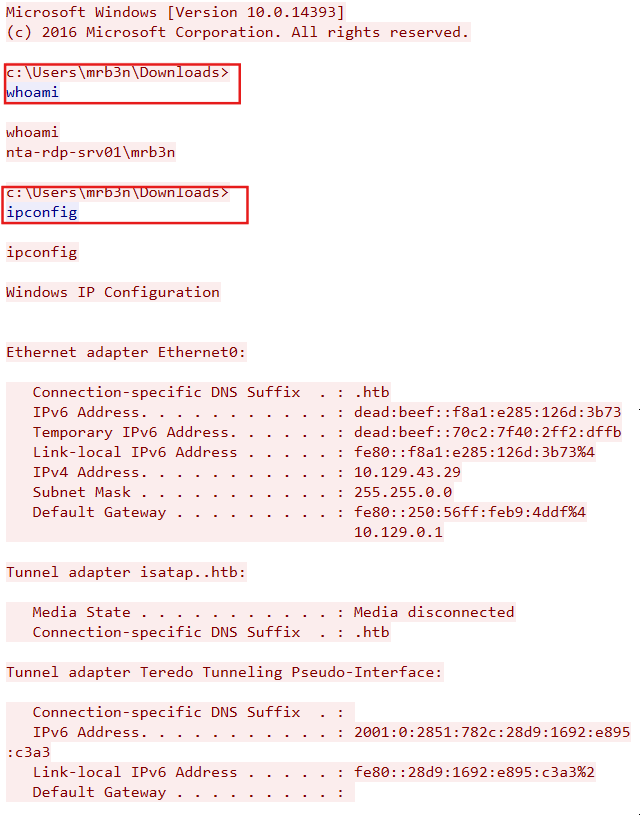 Microsoft Windows [Version 10.0.14393]
(c) 2016 Microsoft Corporation. All rights reserved.
c:\Users\mrb3n\Downloads>
whoami
whoami
nta-rdp-srv01\mrb3n
c:\Users\mrb3n\Downloads>
ipconfig
ipconfig
Windows IP Configuration
Ethernet adapter Ethernet0:
   Connection-specific DNS Suffix  . : .htb
   IPv6 Address. . . . . . . . . . . : dead:beef::f8a1:e285:126d:3b73
   Temporary IPv6 Address. . . . . . : dead:beef::70c2:7f40:2ff2:dffb
   Link-local IPv6 Address . . . . . : fe80::f8a1:e285:126d:3b73%4
   IPv4 Address. . . . . . . . . . . : 10.129.43.29
   Subnet Mask . . . . . . . . . . . : 255.255.0.0
   Default Gateway . . . . . . . . . : fe80::250:56ff:feb9:4ddf%4
                                       10.129.0.1
Tunnel adapter isatap..htb:
   Media State . . . . . . . . . . . : Media disconnected
   Connection-specific DNS Suffix  . : .htb
Tunnel adapter Teredo Tunneling Pseudo-Interface:
   Connection-specific DNS Suffix  . :
   IPv6 Address. . . . . . . . . . . : 2001:0:2851:782c:28d9:1692:e895
:c3a3
   Link-local IPv6 Address . . . . . : fe80::28d9:1692:e895:c3a3%2
   Default Gateway . . . . . . . . . :